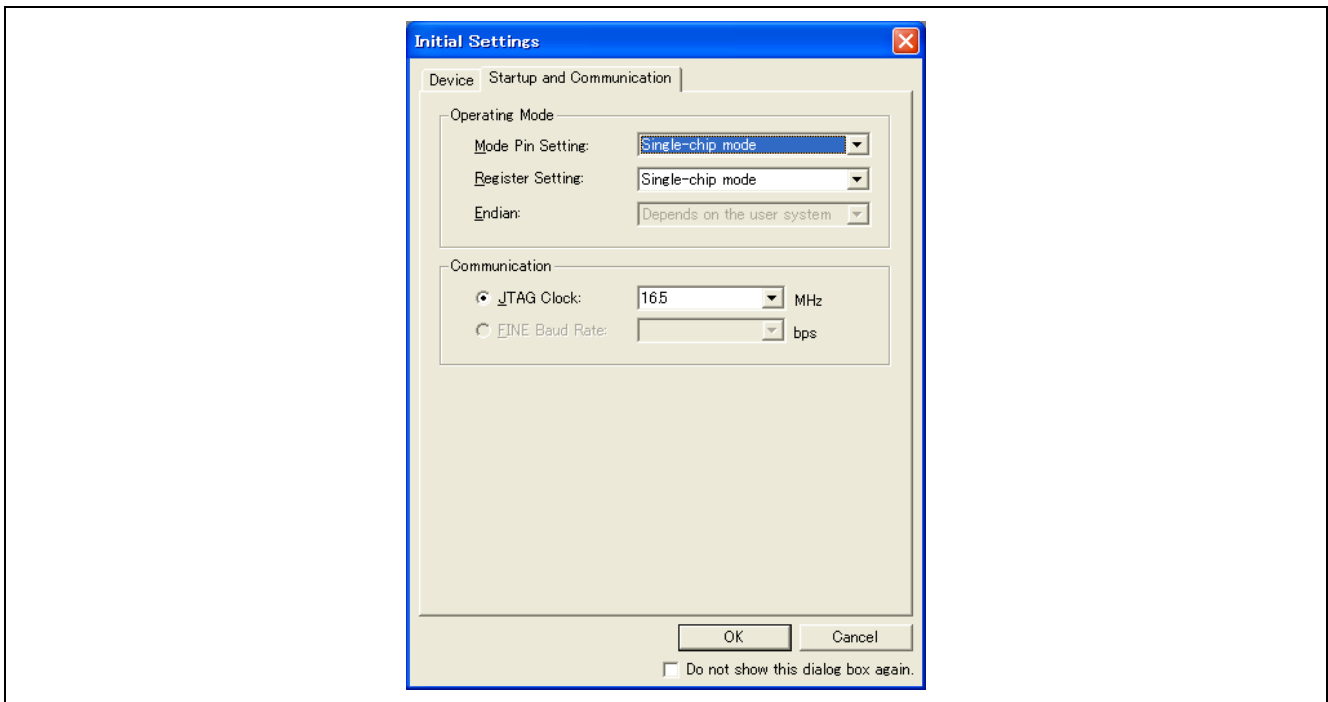 Initial Settings
Device Startup and Communication
Operating Mode
Mode Pin Setting: Single-chip mode
Register Setting: Single-chip mode
Endian: Depends on the user system
Communication
JTAG Clock: 16.5 MHz
FINE Baud Rate: bps
OK Cancel
Do not show this dialog box again.